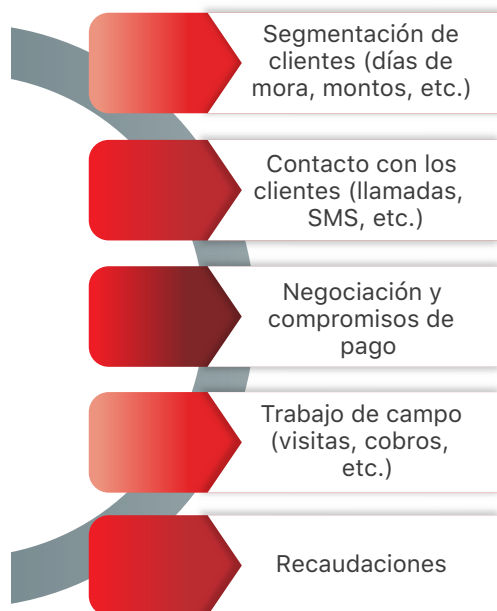 Segmentación de
clientes (días de
mora, montos, etc.)
Contacto con los
clientes (llamadas,
SMS, etc.)
Negociación y
compromisos de
pago
Trabajo de campo
(visitas, cobros,
etc.)
Recaudaciones